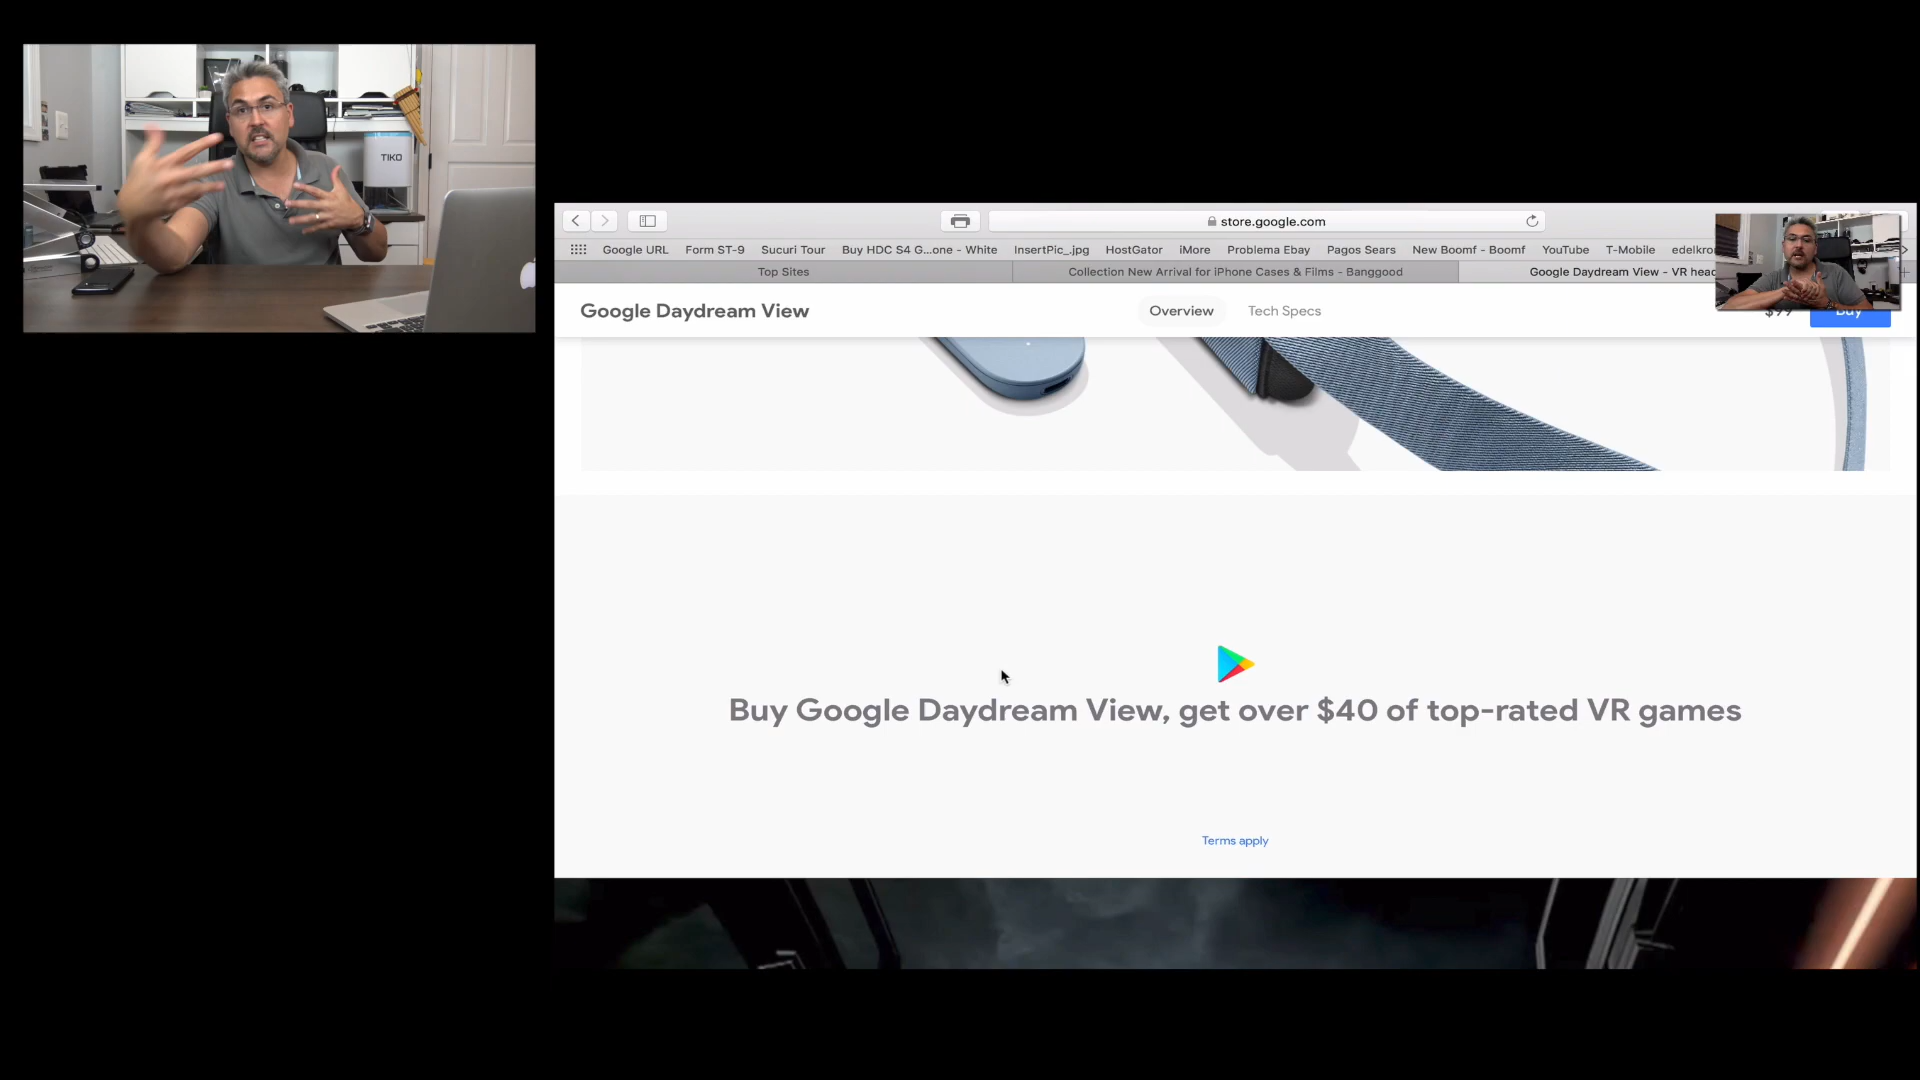 TIKO
store.google.com
Google URL Form ST-9 Sucuri Tour Buy HDC S4 G...one - White InsertPic_.jpg HostGator iMore Problema Ebay Pagos Sears New Boomf - Boomf YouTube T-Mobile edelkro
Top Sites Collection New Arrival for iPhone Cases & Films - Banggood Google Daydream View - VR head
Google Daydream View Overview Tech Specs $99 Buy
Buy Google Daydream View, get over $40 of top-rated VR games
Terms apply